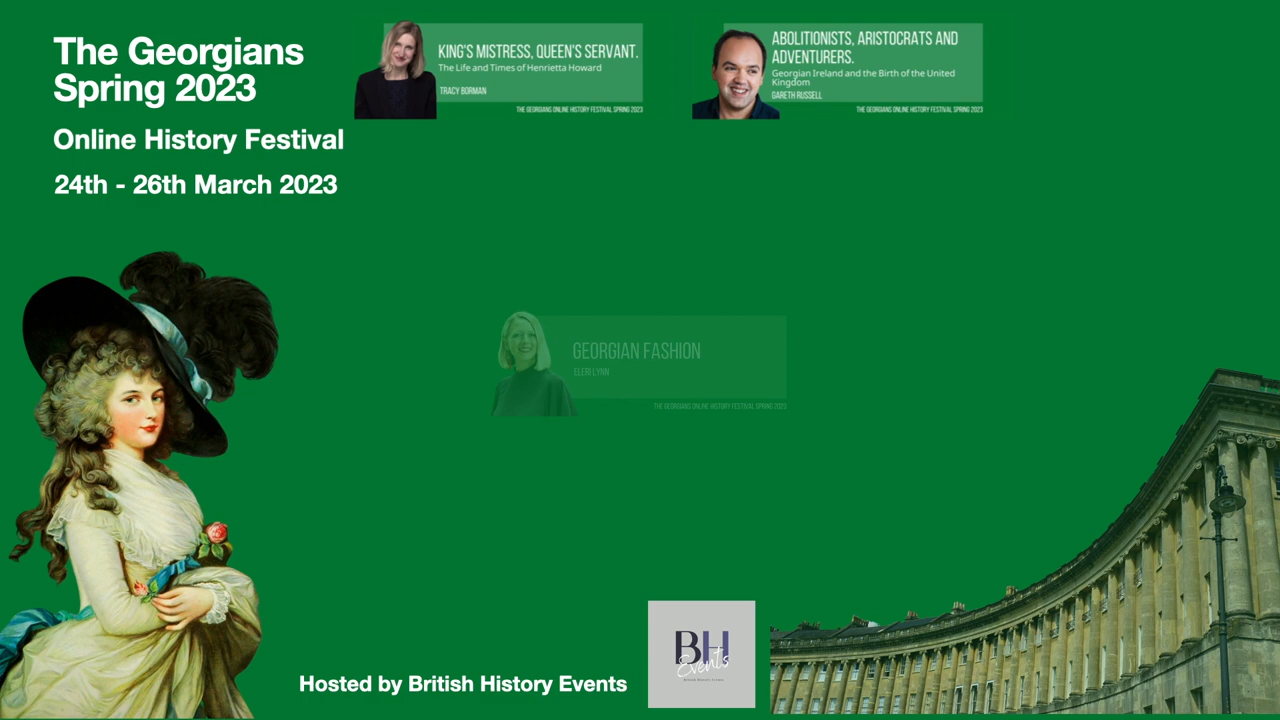 The Georgians
Spring 2023
Online History Festival
24th - 26th March 2023
KING'S MISTRESS, QUEEN'S SERVANT.
The Life and Times of Henrietta Howard
TRACY BORMAN
THE GEORGIANS ONLINE HISTORY FESTIVAL SPRING 2023
ABOLITIONISTS, ARISTOCRATS AND
ADVENTURERS.
Georgian Ireland and the Birth of the United
Kingdom
GARETH RUSSELL
THE GEORGIANS ONLINE HISTORY FESTIVAL SPRING 2023
GEORGIAN FASHION
ELERI LYNN
THE GEORGIANS ONLINE HISTORY FESTIVAL SPRING 2023
Hosted by British History Events
BH
Events